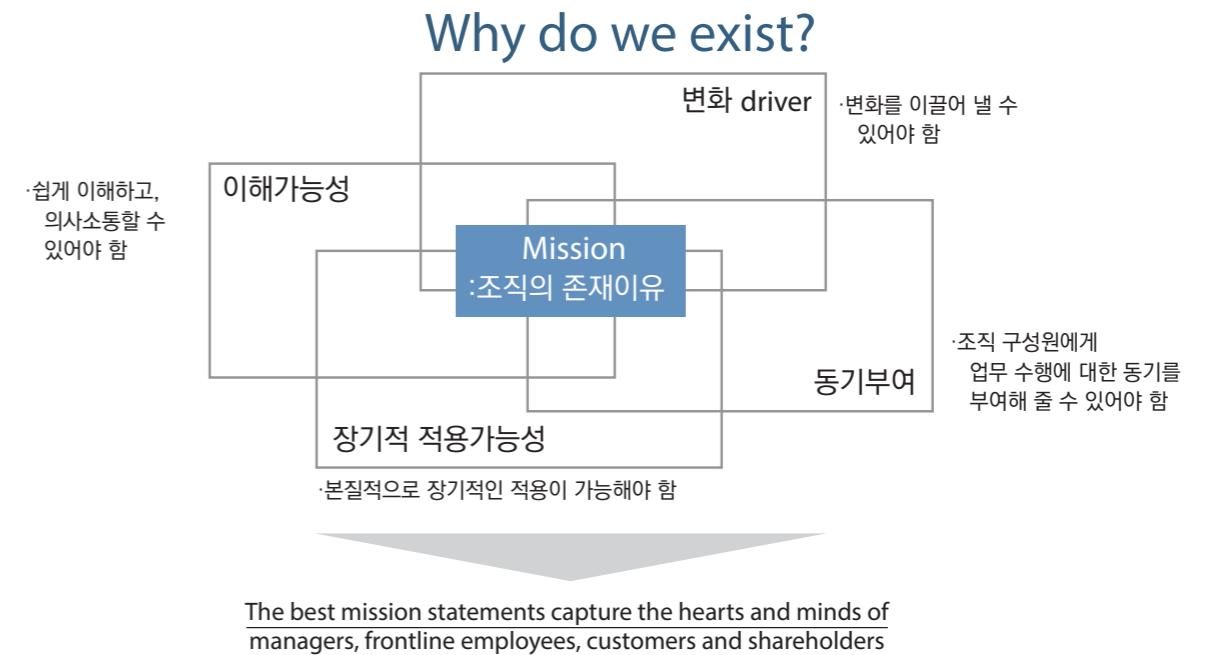 Why do we exist?
변화 driver
·변화를 이끌어 낼 수
있어야 함
·쉽게 이해하고,
의사소통할 수
있어야 함
이해가능성
Mission
:조직의 존재이유
·조직 구성원에게
업무 수행에 대한 동기를
부여해 줄 수 있어야 함
동기부여
장기적 적용가능성
·본질적으로 장기적인 적용이 가능해야 함
The best mission statements capture the hearts and minds of
managers, frontline employees, customers and shareholders